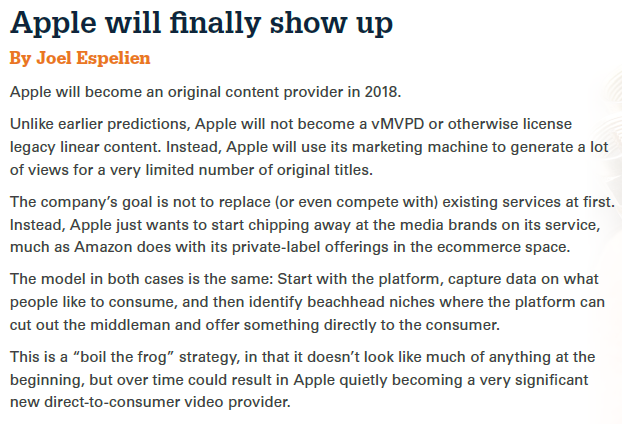 Apple will finally show up
By Joel Espelien
Apple will become an original content provider in 2018.
Unlike earlier predictions, Apple will not become a vMVPD or otherwise license
legacy linear content. Instead, Apple will use its marketing machine to generate a lot
of views for a very limited number of original titles.
The company’s goal is not to replace (or even compete with) existing services at first.
Instead, Apple just wants to start chipping away at the media brands on its service,
much as Amazon does with its private-label offerings in the ecommerce space.
The model in both cases is the same: Start with the platform, capture data on what
people like to consume, and then identify beachhead niches where the platform can
cut out the middleman and offer something directly to the consumer.
This is a “boil the frog” strategy, in that it doesn’t look like much of anything at the
beginning, but over time could result in Apple quietly becoming a very significant
new direct-to-consumer video provider.